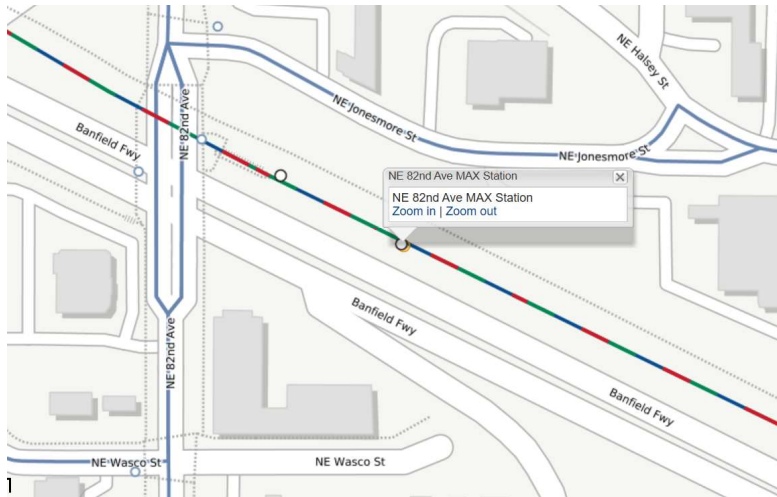 NE Halsey St
NE 82nd Ave
NE Jonesmore St
Banfield Fwy
NE Jonesmore St
NE 82nd Ave MAX Station
NE 82nd Ave MAX Station
Zoom in | Zoom out
Banfield Fwy
NE 82nd Ave
Banfield Fwy
NE Wasco St
NE Wasco St
1